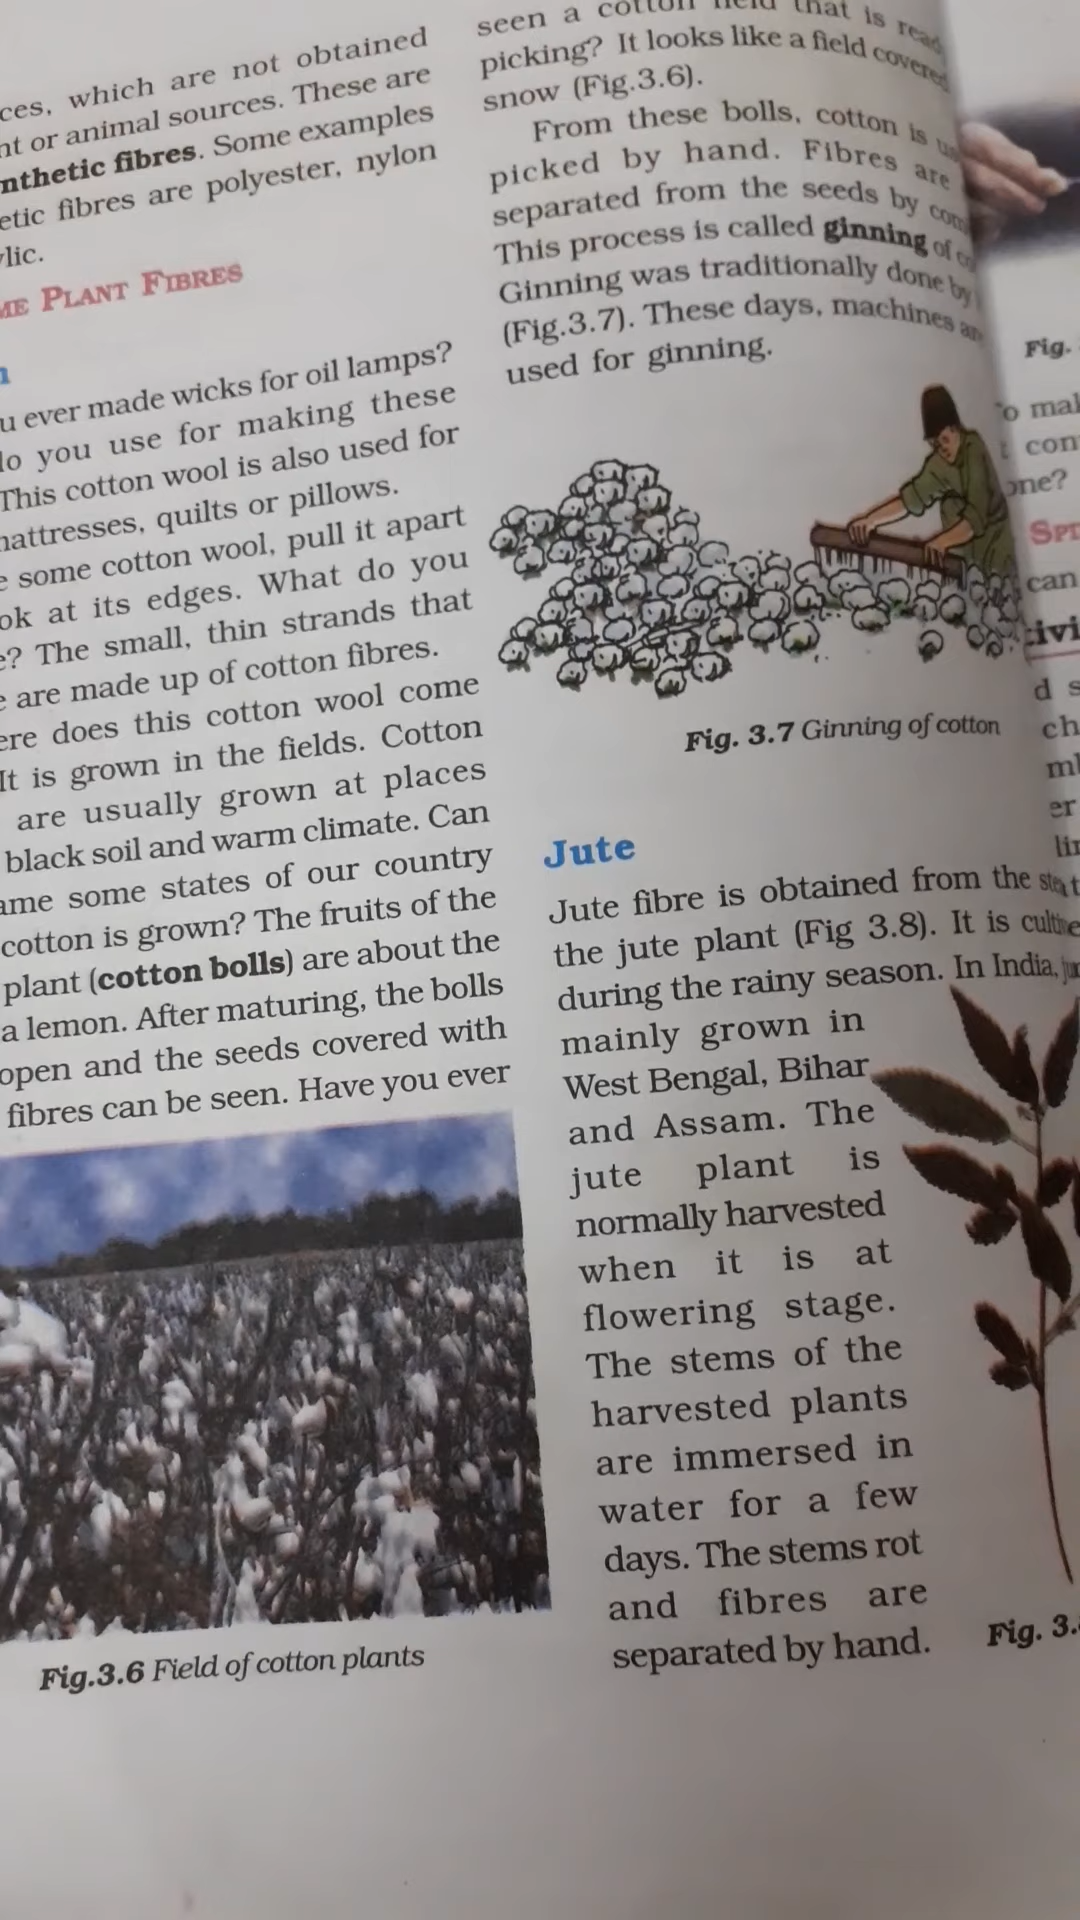 which are not obtained
or animal sources. These are
fibres. Some examples
fibres are polyester, nylon
PLANT FIBRES
ever made wicks for oil lamps?
you use for making these
This cotton wool is also used for
quilts or pillows.
some cotton wool, pull it apart
at its edges. What do you
The small, thin strands that
are made up of cotton fibres.
does this cotton wool come
It is grown in the fields. Cotton
are usually grown at places
black soil and warm climate. Can
some states of our country
cotton is grown? The fruits of the
plant (cotton bolls) are about the
a lemon. After maturing, the bolls
open and the seeds covered with
fibres can be seen. Have you ever
Fig.3.6 Field of cotton plants
seen a cotton field that is
picking? It looks like a field covered
snow (Fig.3.6).
From these bolls, cotton is
picked by hand. Fibres are
separated from the seeds by
This process is called ginning of
Ginning was traditionally done by
(Fig.3.7). These days, machines
used for ginning.
Fig. 3.7 Ginning of cotton
Jute
Jute fibre is obtained from the
the jute plant (Fig 3.8). It is
during the rainy season. In India,
mainly grown in
West Bengal, Bihar
and Assam. The
jute plant is
normally harvested
when it is at
flowering stage.
The stems of the
harvested plants
are immersed in
water for a few
days. The stems rot
and fibres are
separated by hand.
Fig. 3.
Fig.
can